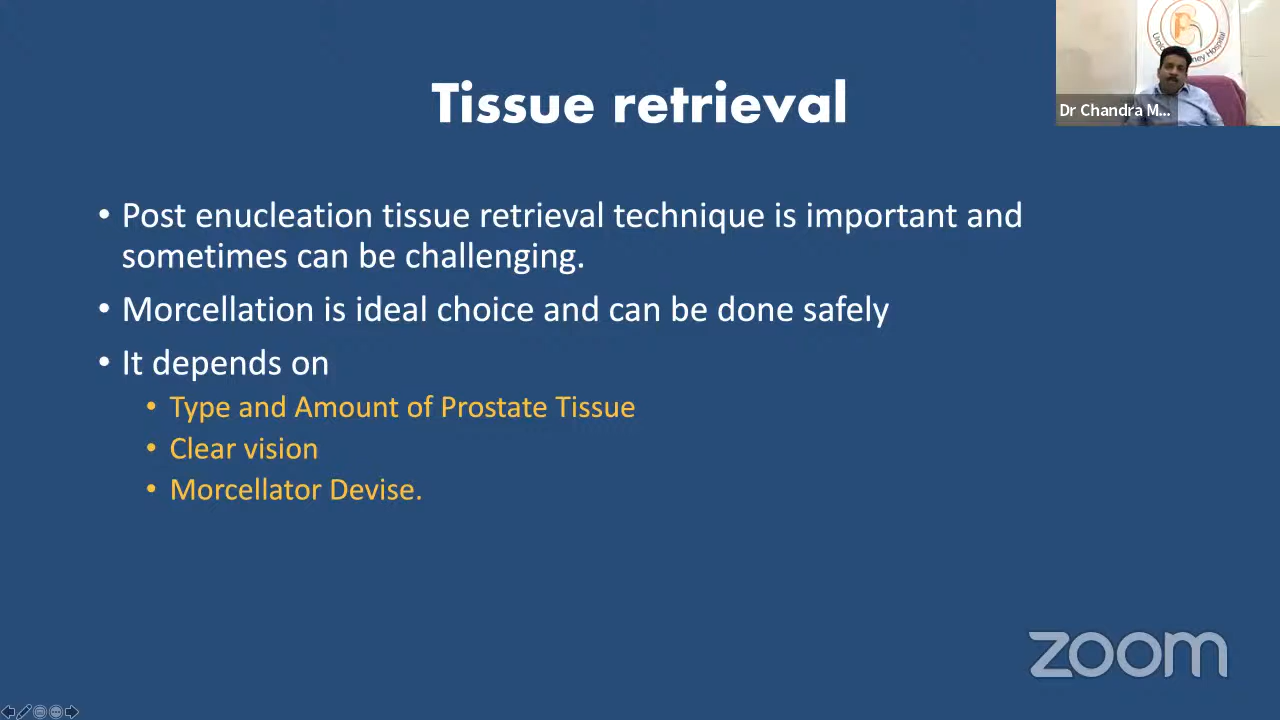 Tissue retrieval
Dr Chandra M...
• Post enucleation tissue retrieval technique is important and
sometimes can be challenging.
• Morcellation is ideal choice and can be done safely
• It depends on
• Type and Amount of Prostate Tissue
• Clear vision
• Morcellator Devise.
zoom